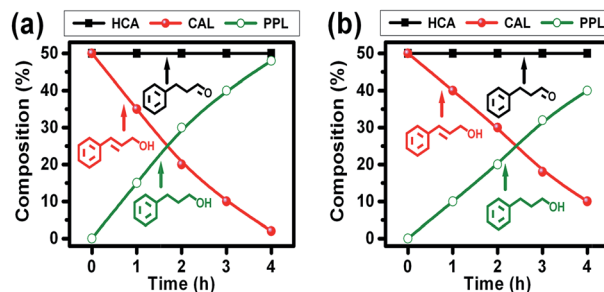 (a)
HCA CAL PPL
Composition (%)
50
40
30
20
10
0
O
OH
OH
0 1 2 3 4
Time (h)
(b)
HCA CAL PPL
Composition (%)
50
40
30
20
10
0
O
OH
OH
0 1 2 3 4
Time (h)